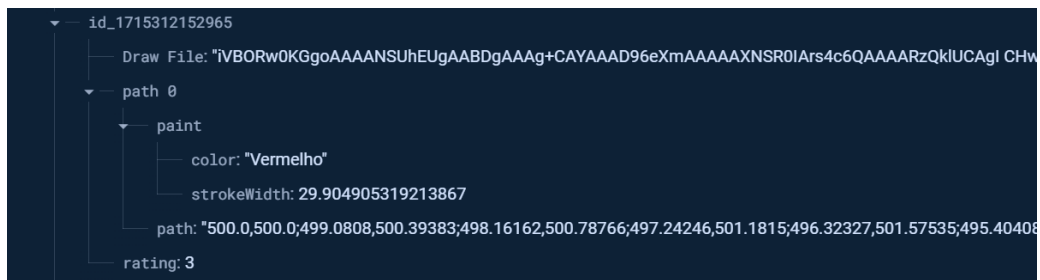 id_1715312152965
Draw File: "iVBORw0KGgoAAAANSUhEUgAABDgAAAg+CAYAAAD96eXmAAAAAXNSR0IArs4c6QAAAARzQklUCAgI CHw
path 0
paint
color: "Vermelho"
strokeWidth: 29.904905319213867
path: "500.0,500.0;499.0808,500.39383;498.16162,500.78766;497.24246,501.1815;496.32327,501.57535;495.40408
rating: 3